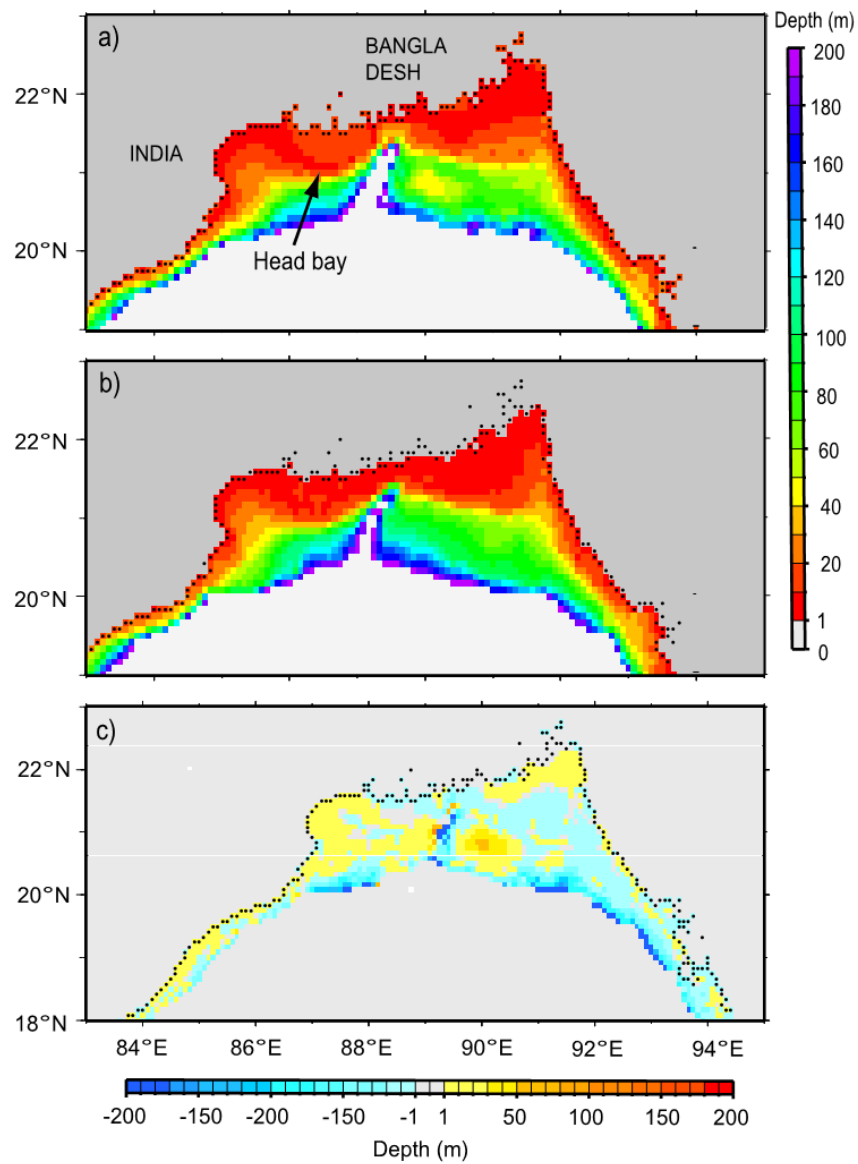 Depth (m)
a)
BANGLA
DESH
INDIA
Head bay
22°N
20°N
200
180
160
140
120
100
80
60
40
20
1
0
b)
22°N
20°N
c)
22°N
20°N
18°N
84°E 86°E 88°E 90°E 92°E 94°E
-200 -150 -200 -150 -1 1 50 100 150 200
Depth (m)